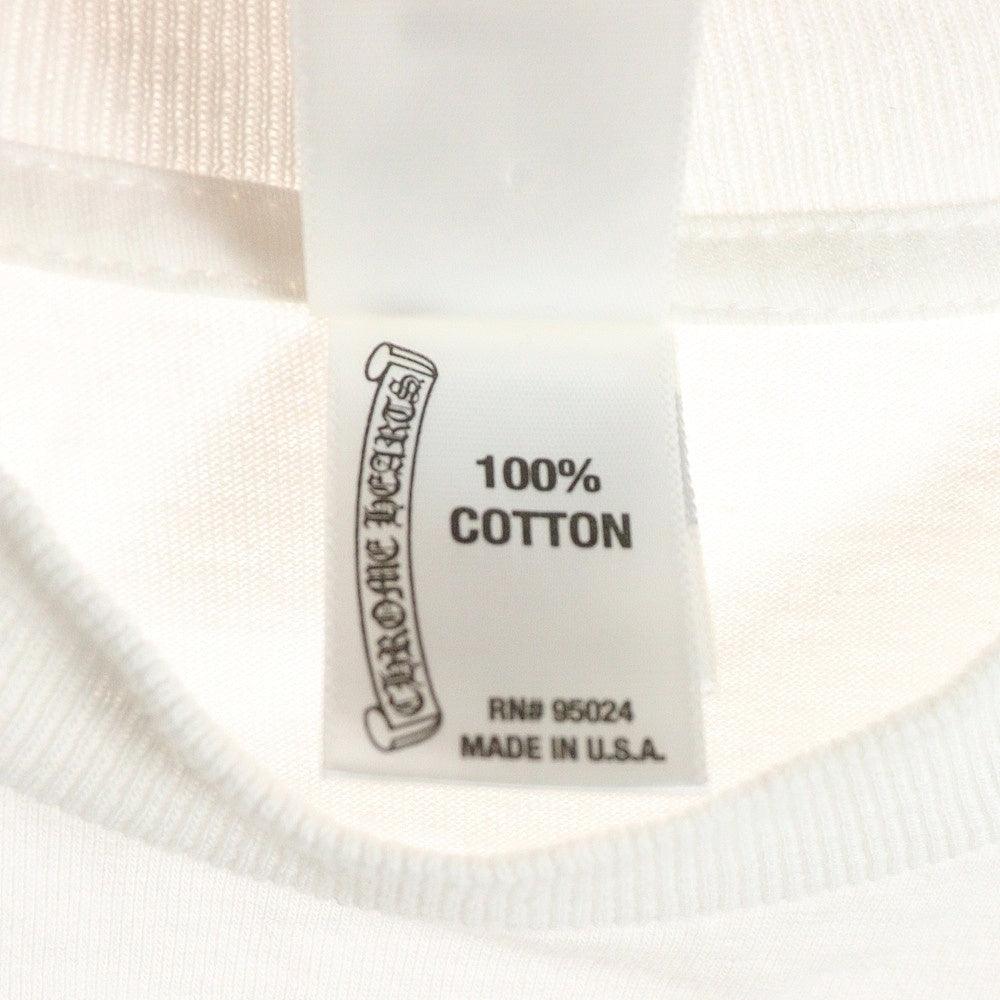 CHROME HEARTS
100%
COTTON
RN# 95024
MADE IN U.S.A.